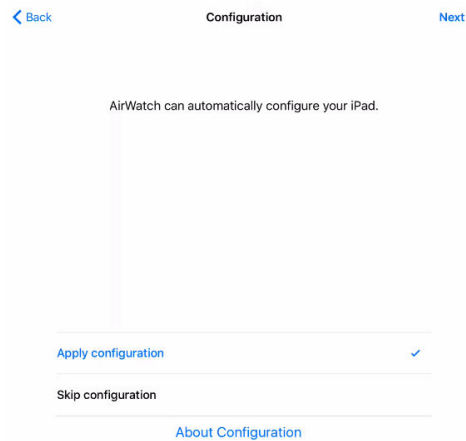 Back Configuration Next
AirWatch can automatically configure your iPad.
Apply configuration
Skip configuration
About Configuration